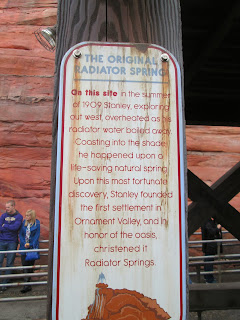 THE ORIGINAL
RADIATOR SPRING
On this site in the summer
of 1909 Stanley, exploring
out west, overheated as his
radiator water boiled away.
Coasting into the shade
he happened upon a
life-saving natural spring.
Upon this most fortunate
discovery, Stanley founded
the first settlement in
Ornament Valley, and in
honor of the oasis,
christened it
Radiator Springs.